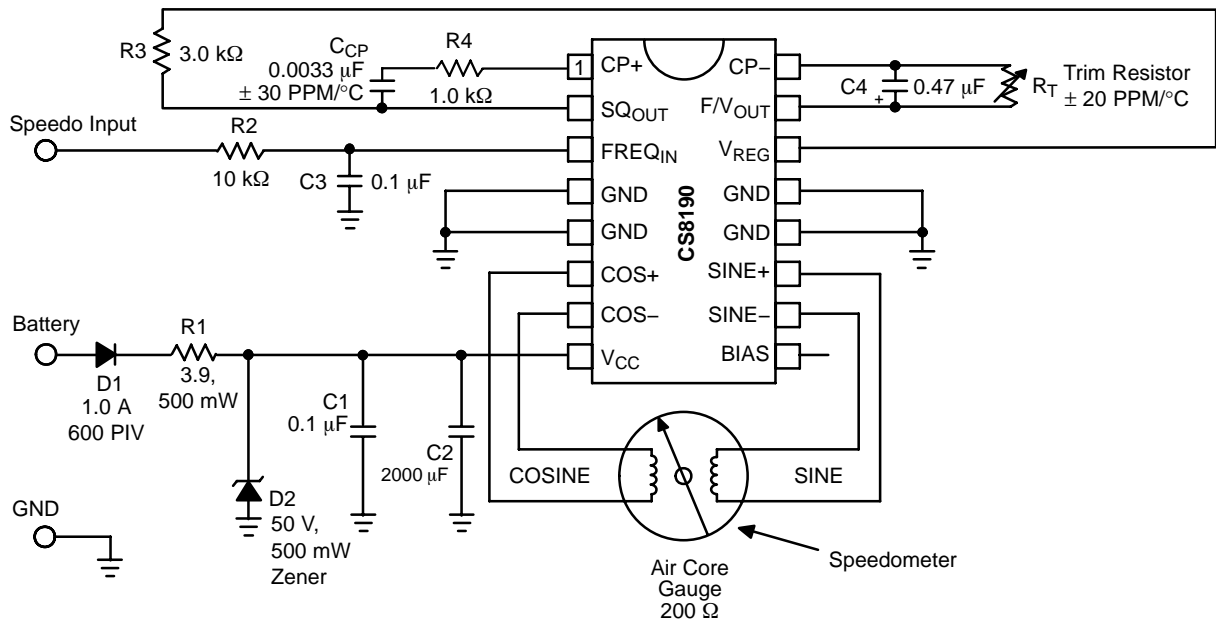 R3
3.0 kΩ
C_CP
0.0033 μF
± 30 PPM/°C
R4
1.0 kΩ
1
CP+
SQ_OUT
FREQ_IN
GND
GND
COS+
COS–
V_CC
CS8190
CP–
F/V_OUT
V_REG
GND
GND
SINE+
SINE–
BIAS
C4
+
0.47 μF
R_T
Trim Resistor
± 20 PPM/°C
Speedo Input
R2
10 kΩ
C3
0.1 μF
Battery
D1
1.0 A
600 PIV
R1
3.9,
500 mW
C1
0.1 μF
C2
2000 μF
D2
50 V,
500 mW
Zener
GND
COSINE
SINE
Speedometer
Air Core
Gauge
200 Ω